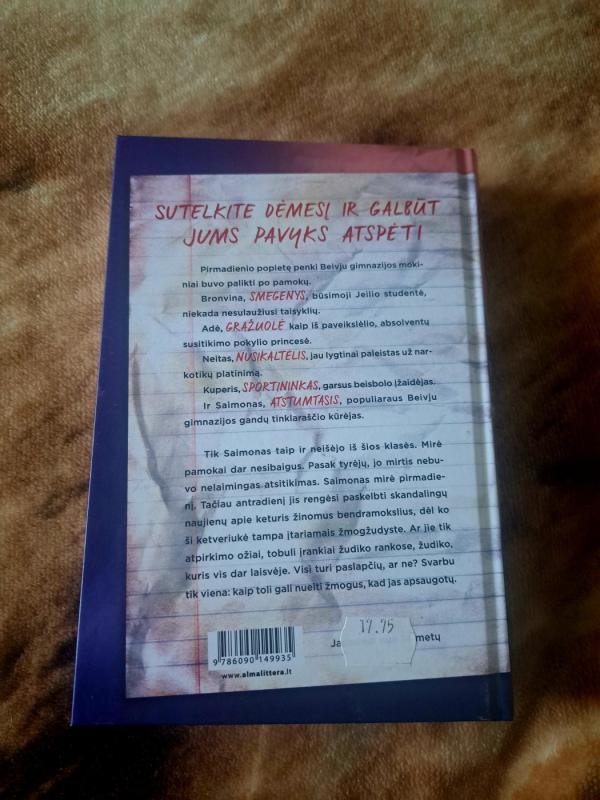 SUTELKITE DĖMESĮ IR GALBŪT
JUMS PAVYKS ATSPĖTI
Pirmadienio popietę penki Beivju gimnazijos moki-
niai buvo palikti po pamokų.
Bronvina, SMEGENYS, būsimoji Jeilio studentė,
niekada nesulaužiusi taisyklių.
Adė, GRAŽUOLĖ kaip iš paveikslėlio, absolventų
susitikimo pokylio princesė.
Neitas, NUSIKALTĖLIS, jau lygtinai paleistas už nar-
kotikų platinimą.
Kuperis, SPORTININKAS, garsus beisbolo įžaidėjas.
Ir Saimonas, ATSTUMTASIS, populiaraus Beivju
gimnazijos gandų tinklaraščio kūrėjas.
Tik Saimonas taip ir neišėjo iš šios klasės. Mirė
pamokai dar nesibaigus. Pasak tyrėjų, jo mirtis nebu-
vo nelaimingas atsitikimas. Saimonas mirė pirmadie-
nį. Tačiau antradienį jis rengėsi paskelbti skandalingų
naujienų apie keturis žinomus bendramokslius, dėl ko
ši ketveriukė tampa įtariamais žmogžudyste. Ar jie tik
atpirkimo ožiai, tobuli įrankiai žudiko rankose, žudiko,
kuris vis dar laisvėje. Visi turi paslapčių, ar ne? Svarbu
tik viena: kaip toli gali nueiti žmogus, kad jas apsaugotų.
17.95
metų
9 786090 149935
www.almalittera.lt